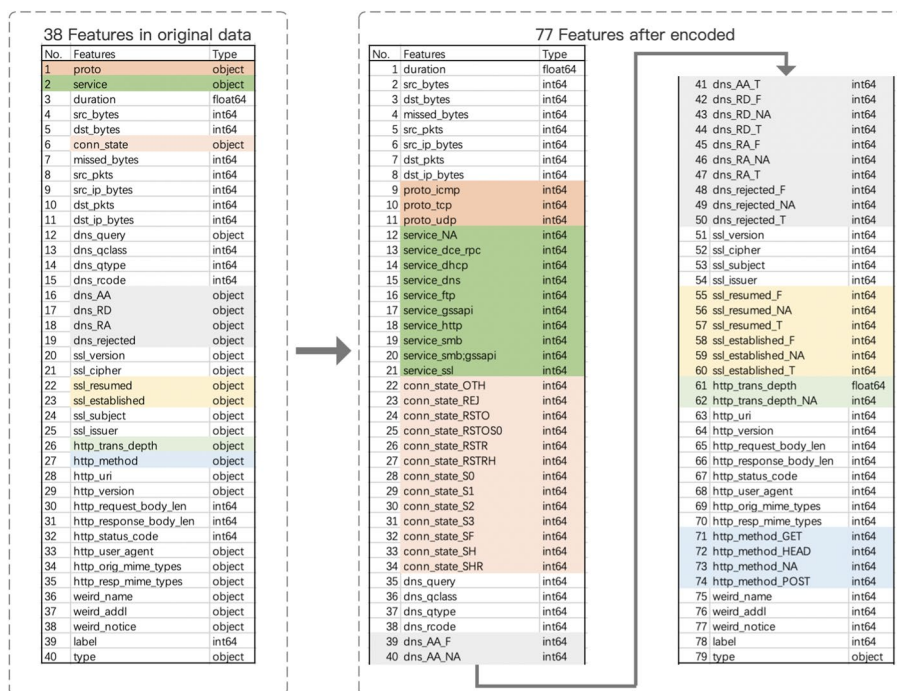 38 Features in original data
No. Features Type
1 proto object
2 service object
3 duration float64
4 src_bytes int64
5 dst_bytes int64
6 conn_state object
7 missed_bytes int64
8 src_pkts int64
9 src_ip_bytes int64
10 dst_pkts int64
11 dst_ip_bytes int64
12 dns_query object
13 dns_qclass int64
14 dns_qtype int64
15 dns_rcode int64
16 dns_AA object
17 dns_RD object
18 dns_RA object
19 dns_rejected object
20 ssl_version object
21 ssl_cipher object
22 ssl_resumed object
23 ssl_established object
24 ssl_subject object
25 ssl_issuer object
26 http_trans_depth object
27 http_method object
28 http_uri object
29 http_version object
30 http_request_body_len int64
31 http_response_body_len int64
32 http_status_code int64
33 http_user_agent object
34 http_orig_mime_types object
35 http_resp_mime_types object
36 weird_name object
37 weird_addl object
38 weird_notice object
39 label int64
40 type object
77 Features after encoded
No. Features Type
1 duration float64
2 src_bytes int64
3 dst_bytes int64
4 missed_bytes int64
5 src_pkts int64
6 src_ip_bytes int64
7 dst_pkts int64
8 dst_ip_bytes int64
9 proto_icmp int64
10 proto_tcp int64
11 proto_udp int64
12 service_NA int64
13 service_dce_rpc int64
14 service_dhcp int64
15 service_dns int64
16 service_ftp int64
17 service_gssapi int64
18 service_http int64
19 service_smb int64
20 service_smb;gssapi int64
21 service_ssl int64
22 conn_state_OTH int64
23 conn_state_REJ int64
24 conn_state_RSTO int64
25 conn_state_RSTOS0 int64
26 conn_state_RSTR int64
27 conn_state_RSTRH int64
28 conn_state_S0 int64
29 conn_state_S1 int64
30 conn_state_S2 int64
31 conn_state_S3 int64
32 conn_state_SF int64
33 conn_state_SH int64
34 conn_state_SHR int64
35 dns_query int64
36 dns_qclass int64
37 dns_qtype int64
38 dns_rcode int64
39 dns_AA_F int64
40 dns_AA_NA int64
41 dns_AA_T int64
42 dns_RD_F int64
43 dns_RD_NA int64
44 dns_RD_T int64
45 dns_RA_F int64
46 dns_RA_NA int64
47 dns_RA_T int64
48 dns_rejected_F int64
49 dns_rejected_NA int64
50 dns_rejected_T int64
51 ssl_version int64
52 ssl_cipher int64
53 ssl_subject int64
54 ssl_issuer int64
55 ssl_resumed_F int64
56 ssl_resumed_NA int64
57 ssl_resumed_T int64
58 ssl_established_F int64
59 ssl_established_NA int64
60 ssl_established_T int64
61 http_trans_depth float64
62 http_trans_depth_NA int64
63 http_uri int64
64 http_version int64
65 http_request_body_len int64
66 http_response_body_len int64
67 http_status_code int64
68 http_user_agent int64
69 http_orig_mime_types int64
70 http_resp_mime_types int64
71 http_method_GET int64
72 http_method_HEAD int64
73 http_method_NA int64
74 http_method_POST int64
75 weird_name int64
76 weird_addl int64
77 weird_notice int64
78 label int64
79 type object